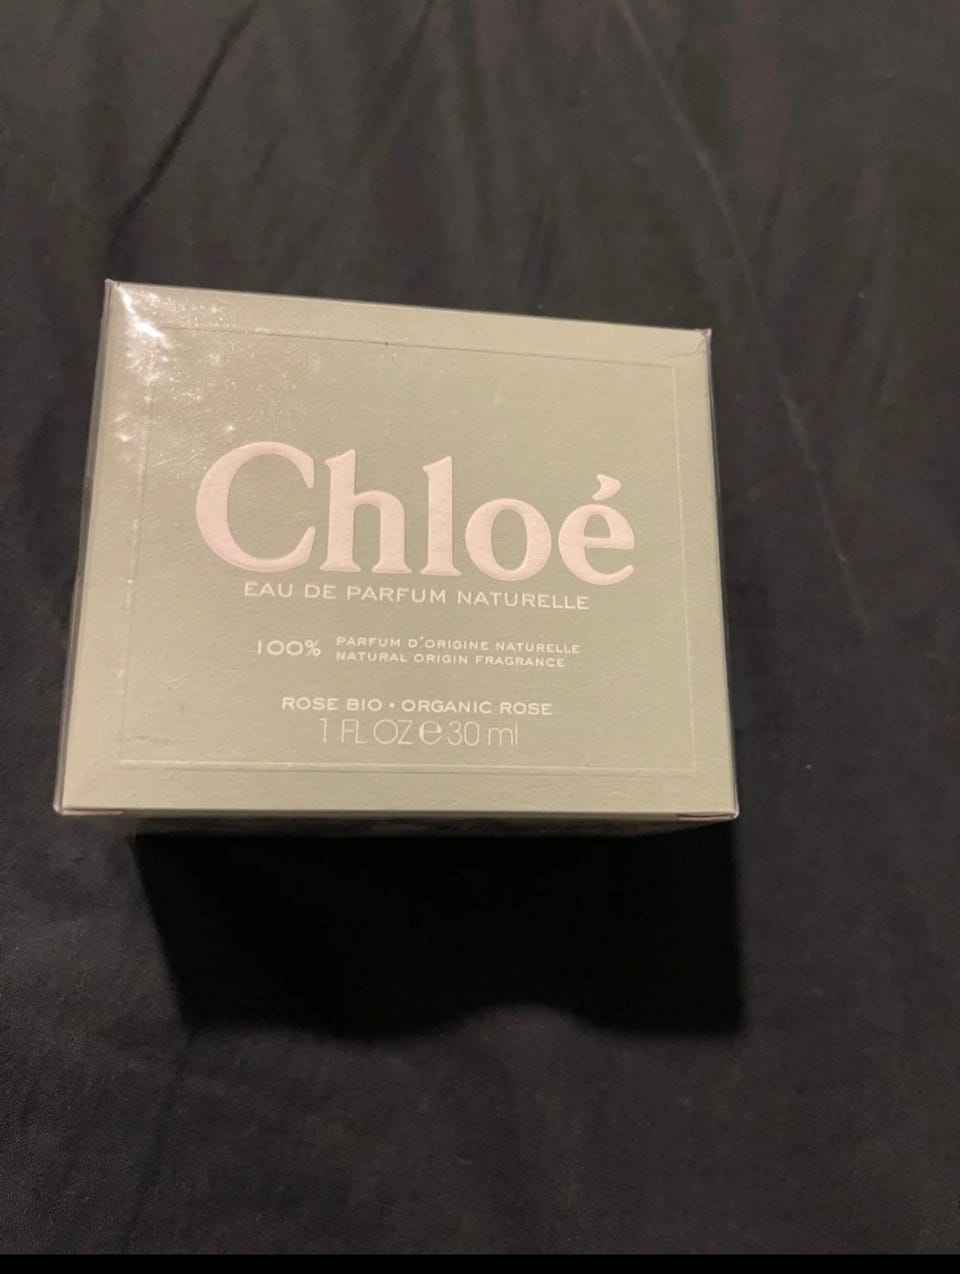 Chloé
EAU DE PARFUM NATURELLE
100% PARFUM D'ORIGINE NATURELLE
NATURAL ORIGIN FRAGRANCE
ROSE BIO • ORGANIC ROSE
1 FL OZ ℮ 30 ml